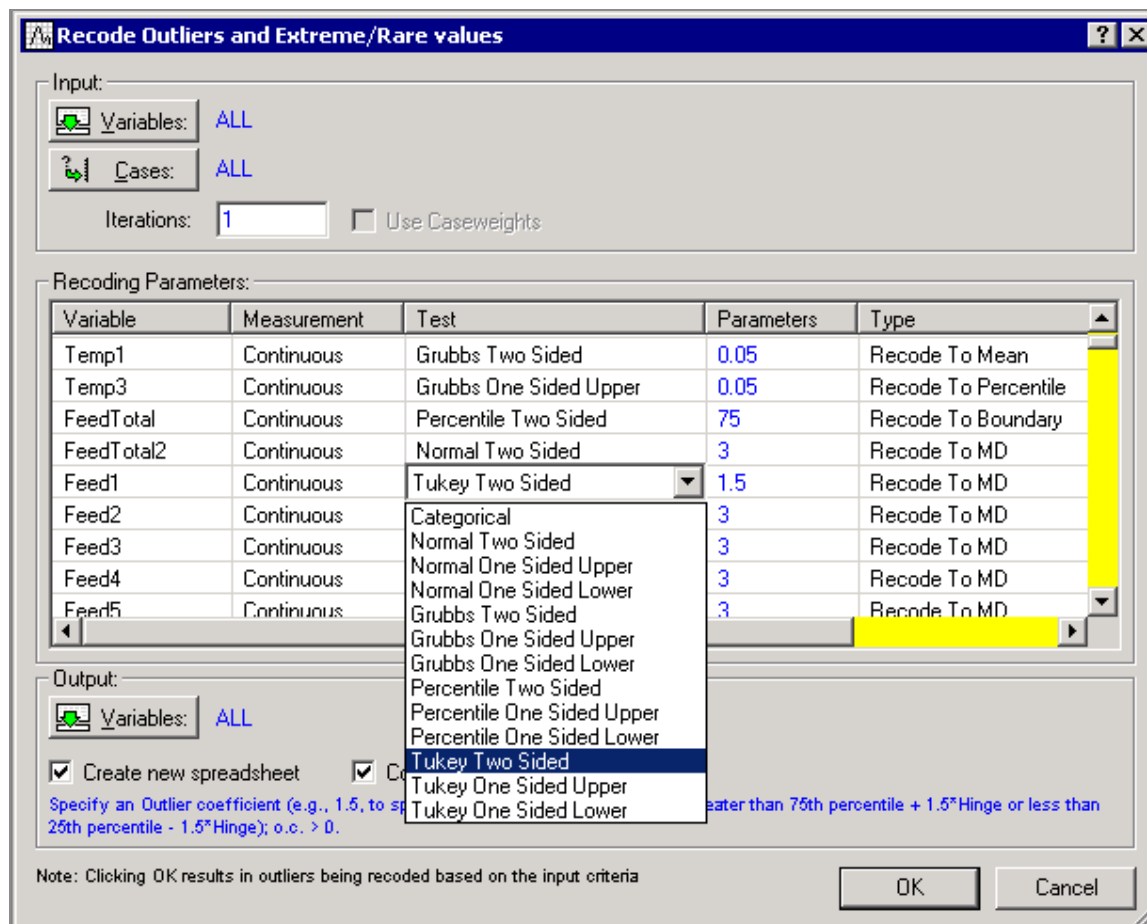 Recode Outliers and Extreme/Rare values
Input:
Variables: ALL
Cases: ALL
Iterations: 1 Use Caseweights
Recoding Parameters:
Variable Measurement Test Parameters Type
Temp1 Continuous Grubbs Two Sided 0.05 Recode To Mean
Temp3 Continuous Grubbs One Sided Upper 0.05 Recode To Percentile
FeedTotal Continuous Percentile Two Sided 75 Recode To Boundary
FeedTotal2 Continuous Normal Two Sided 3 Recode To MD
Feed1 Continuous Tukey Two Sided 1.5 Recode To MD
Feed2 Continuous 3 Recode To MD
Feed3 Continuous 3 Recode To MD
Feed4 Continuous 3 Recode To MD
Feed5 Continuous 3 Recode To MD
Categorical
Normal Two Sided
Normal One Sided Upper
Normal One Sided Lower
Grubbs Two Sided
Grubbs One Sided Upper
Grubbs One Sided Lower
Percentile Two Sided
Percentile One Sided Upper
Percentile One Sided Lower
Tukey Two Sided
Tukey One Sided Upper
Tukey One Sided Lower
Output:
Variables: ALL
Create new spreadsheet
Specify an Outlier coefficient (e.g., 1.5, to percentile + 1.5*Hinge or less than
25th percentile - 1.5*Hinge); o.c. > 0.
Note: Clicking OK results in outliers being recoded based on the input criteria
OK Cancel